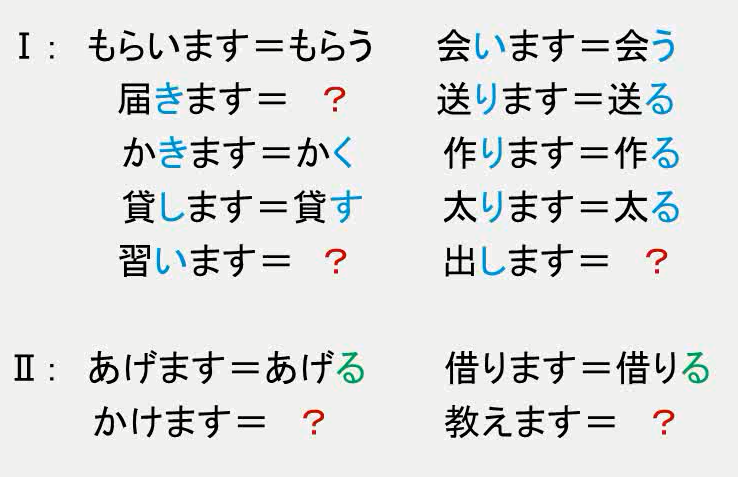 Ⅰ： もらいます＝もらう 会います＝会う
届きます＝ ？ 送ります＝送る
かきます＝かく 作ります＝作る
貸します＝貸す 太ります＝太る
習います＝ ？ 出します＝ ？
Ⅱ： あげます＝あげる 借ります＝借りる
かけます＝ ？ 教えます＝ ？